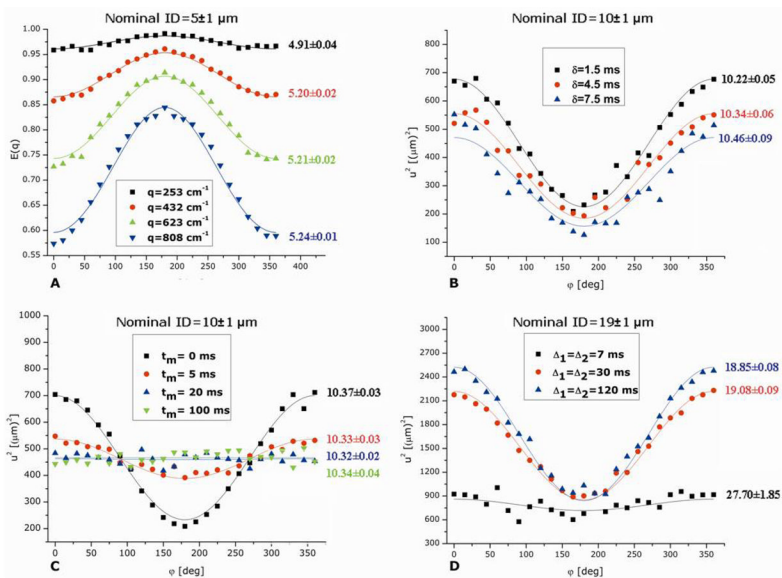 Nominal ID=5±1 µm
1.00
0.95
0.90
0.85
0.80
0.75
0.70
0.65
0.60
0.55
E(q)
4.91±0.04
5.20±0.02
5.21±0.02
5.24±0.01
q=253 cm⁻¹
q=432 cm⁻¹
q=623 cm⁻¹
q=808 cm⁻¹
0 50 100 150 200 250 300 350 400
A
Nominal ID=10±1 µm
800
700
600
500
400
300
200
100
u² [(µm)²]
δ=1.5 ms
δ=4.5 ms
δ=7.5 ms
10.22±0.05
10.34±0.06
10.46±0.09
0 50 100 150 200 250 300 350
B
φ [deg]
Nominal ID=10±1 µm
1000
900
800
700
600
500
400
300
200
u² [(µm)²]
tm= 0 ms
tm= 5 ms
tm= 20 ms
tm= 100 ms
10.37±0.03
10.33±0.03
10.32±0.02
10.34±0.04
0 50 100 150 200 250 300 350
C
φ [deg]
Nominal ID=19±1 µm
3000
2700
2400
2100
1800
1500
1200
900
600
300
u² [(µm)²]
Δ₁=Δ₂=7 ms
Δ₁=Δ₂=30 ms
Δ₁=Δ₂=120 ms
18.85±0.08
19.08±0.09
27.70±1.85
0 50 100 150 200 250 300 350
D
φ [deg]